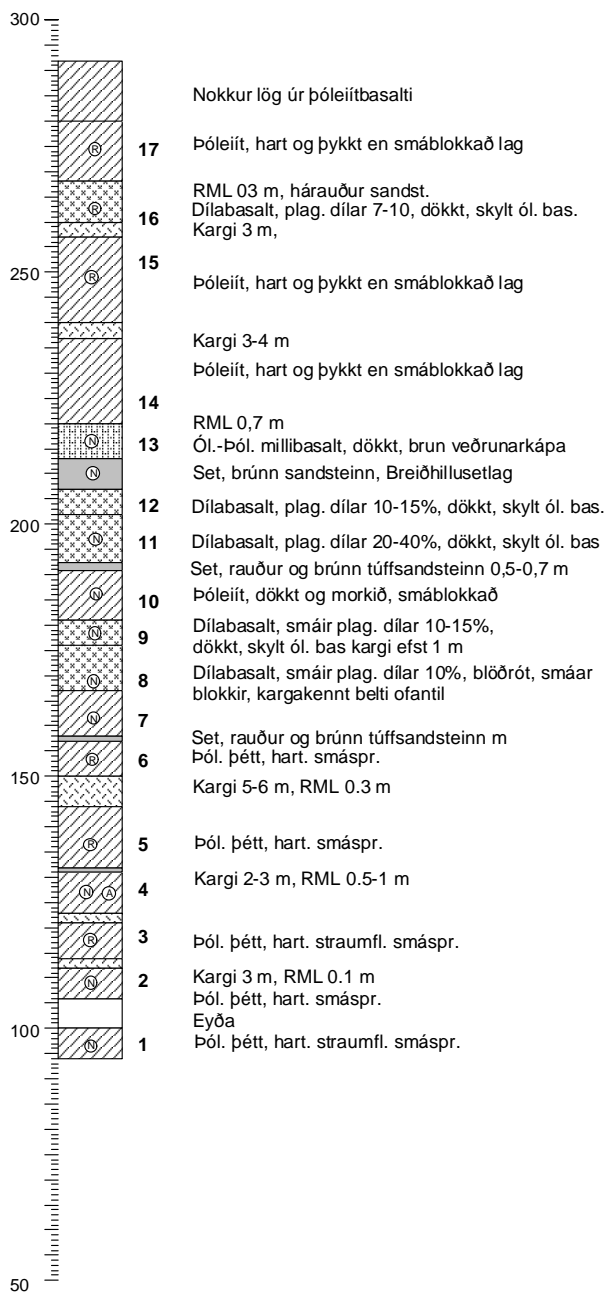 300
Nokkur lög úr þóleiítbasalti
R 17 Þóleiít, hart og þykkt en smáblokkað lag
RML 03 m, hárauður sandst.
R 16 Dílabasalt, plag. dílar 7-10, dökkt, skylt ól. bas.
Kargi 3 m,
250
15
R Þóleiít, hart og þykkt en smáblokkað lag
Kargi 3-4 m
Þóleiít, hart og þykkt en smáblokkað lag
14
RML 0,7 m
N 13 Ól.-Þól. millibasalt, dökkt, brun veðrunarkápa
N Set, brúnn sandsteinn, Breiðhillusetlag
200
12 Dílabasalt, plag. dílar 10-15%, dökkt, skylt ól. bas.
N 11 Dílabasalt, plag. dílar 20-40%, dökkt, skylt ól. bas
Set, rauður og brúnn túffsandsteinn 0,5-0,7 m
N 10 Þóleiít, dökkt og morkið, smáblokkað
N 9 Dílabasalt, smáir plag. dílar 10-15%,
dökkt, skylt ól. bas kargi efst 1 m
N 8 Dílabasalt, smáir plag. dílar 10%, blöðrót, smáar
blokkir, kargakennt belti ofantil
N 7
Set, rauður og brúnn túffsandsteinn m
R 6 Þól. þétt, hart. smáspr.
150
Kargi 5-6 m, RML 0.3 m
R 5 Þól. þétt, hart. smáspr.
Kargi 2-3 m, RML 0.5-1 m
N A 4
R 3 Þól. þétt, hart. straumfl. smáspr.
N 2 Kargi 3 m, RML 0.1 m
Þól. þétt, hart. smáspr.
100
Eyða
N 1 Þól. þétt, hart. straumfl. smáspr.
50